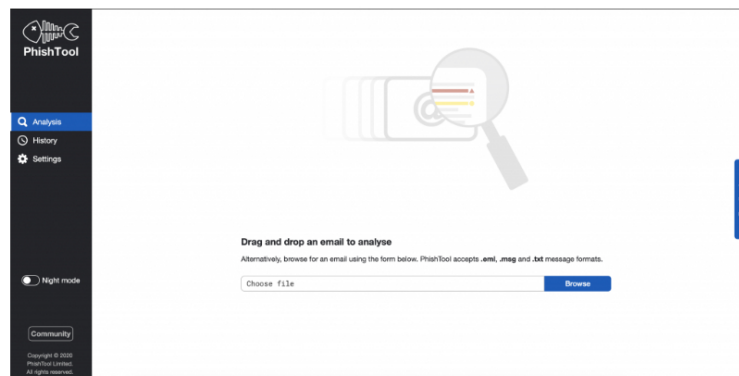 PhishTool
Analysis
History
Settings
Night mode
Community
Copyright © 2020
PhishTool Limited.
All rights reserved.
@
Drag and drop an email to analyse
Alternatively, browse for an email using the form below. PhishTool accepts .eml, .msg and .txt message formats.
Choose file
Browse